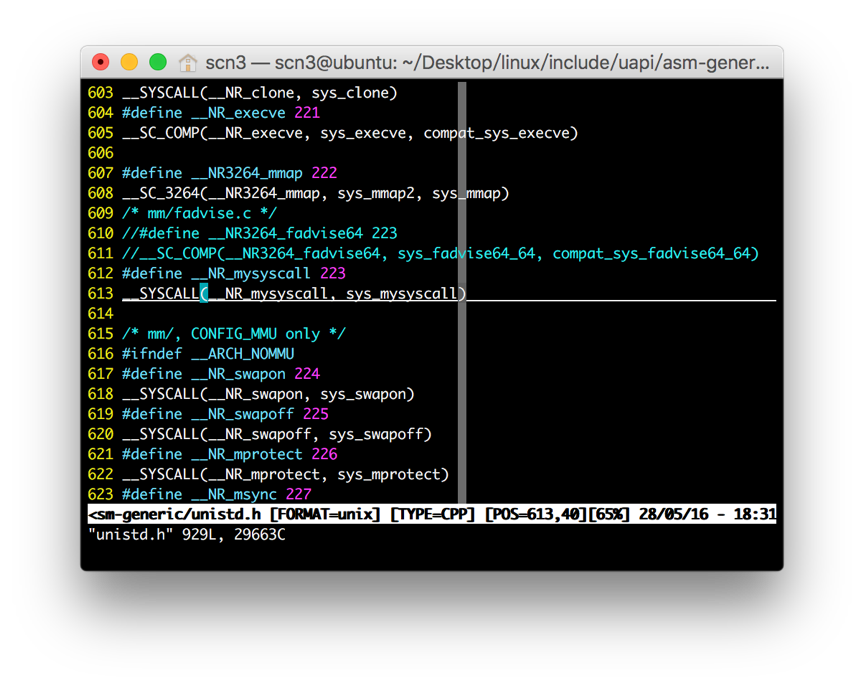 scn3 — scn3@ubuntu: ~/Desktop/linux/include/uapi/asm-gener...
603 __SYSCALL(__NR_clone, sys_clone)
604 #define __NR_execve 221
605 __SC_COMP(__NR_execve, sys_execve, compat_sys_execve)
606
607 #define __NR3264_mmap 222
608 __SC_3264(__NR3264_mmap, sys_mmap2, sys_mmap)
609 /* mm/fadvise.c */
610 //#define __NR3264_fadvise64 223
611 //__SC_COMP(__NR3264_fadvise64, sys_fadvise64_64, compat_sys_fadvise64_64)
612 #define __NR_mysyscall 223
613 __SYSCALL(__NR_mysyscall, sys_mysyscall)
614
615 /* mm/, CONFIG_MMU only */
616 #ifndef __ARCH_NOMMU
617 #define __NR_swapon 224
618 __SYSCALL(__NR_swapon, sys_swapon)
619 #define __NR_swapoff 225
620 __SYSCALL(__NR_swapoff, sys_swapoff)
621 #define __NR_mprotect 226
622 __SYSCALL(__NR_mprotect, sys_mprotect)
623 #define __NR_msync 227
<sm-generic/unistd.h [FORMAT=unix] [TYPE=CPP] [POS=613,40][65%] 28/05/16 - 18:31
"unistd.h" 929L, 29663C